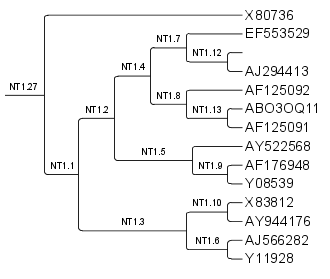 X80736
EF553529
NT1.7
NT1.12
NT1.4
AJ294413
NT1.27
AF125092
NT1.8
NT1.2
NT1.13
ABO3OQ11
AF125091
AY522568
NT1.5
NT1.1
NT1.9
AF176948
Y08539
X83812
NT1.10
NT1.3
AY944176
AJ566282
NT1.6
Y11928